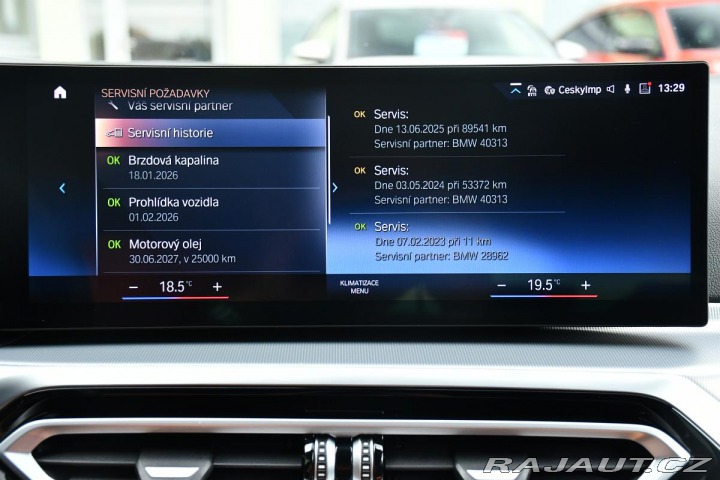 SERVISNÍ POŽADAVKY
CeskyImp
13:29
Váš servisní partner
Servisní historie
OK Brzdová kapalina
18.01.2026
OK Prohlídka vozidla
01.02.2026
OK Motorový olej
30.06.2027, v 25000 km
OK Servis:
Dne 13.06.2025 při 89541 km
Servisní partner: BMW 40313
OK Servis:
Dne 03.05.2024 při 53372 km
Servisní partner: BMW 40313
OK Servis:
Dne 07.02.2023 při 11 km
Servisní partner: BMW 28962
− 18.5 °C +
KLIMATIZACE
MENU
− 19.5 °C +
RAJAUT.CZ